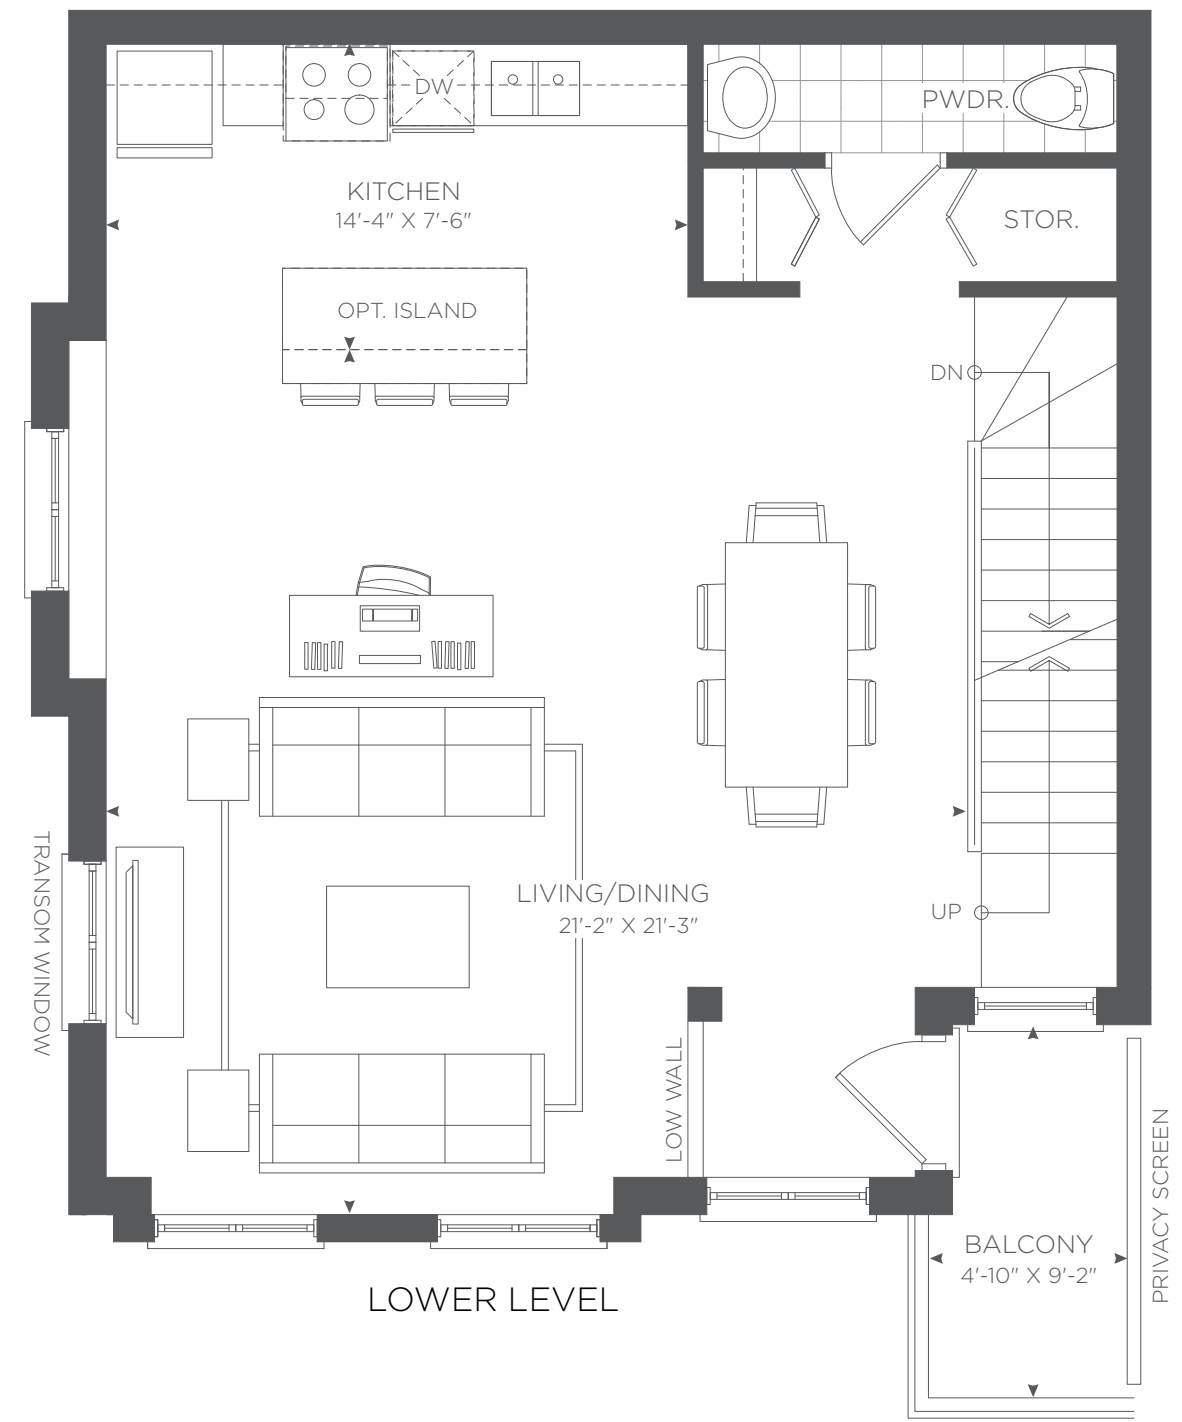 DW
PWDR.
KITCHEN
14'-4" X 7'-6"
STOR.
OPT. ISLAND
DN
TRANSOM WINDOW
LIVING/DINING
21'-2" X 21'-3"
UP
LOW WALL
PRIVACY SCREEN
BALCONY
4'-10" X 9'-2"
LOWER LEVEL